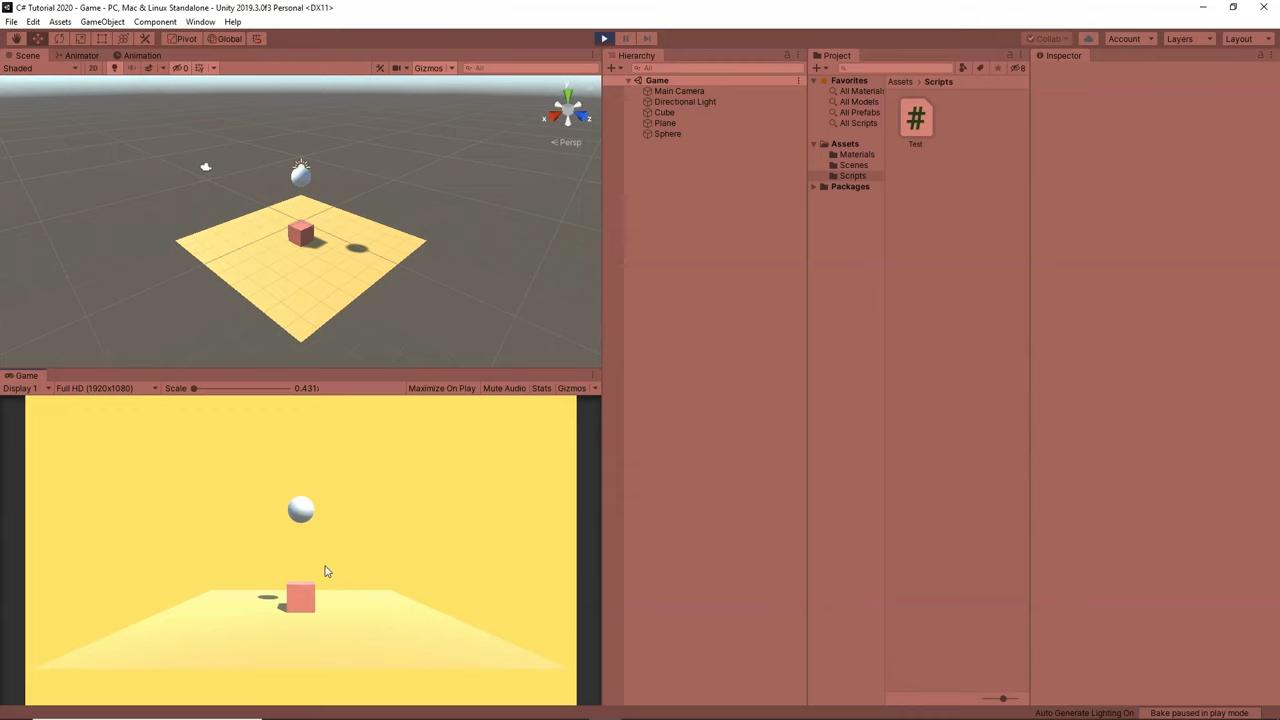 C# Tutorial 2020 - Game - PC, Mac & Linux Standalone - Unity 2019.3.0f3 Personal <DX11>
File Edit Assets GameObject Component Window Help
Pivot Global Collab Account Layers Layout
Scene Animator Animation
Shaded 2D 0 Gizmos All
y
x z
Persp
Game
Display 1 Full HD (1920x1080) Scale 0.431x Maximize On Play Mute Audio Stats Gizmos
Hierarchy
All
Game
Main Camera
Directional Light
Cube
Plane
Sphere
Project
8
Favorites
All Materials
All Models
All Prefabs
All Scripts
Assets
Materials
Scenes
Scripts
Packages
Assets Scripts
#
Test
Inspector
Auto Generate Lighting On Bake paused in play mode